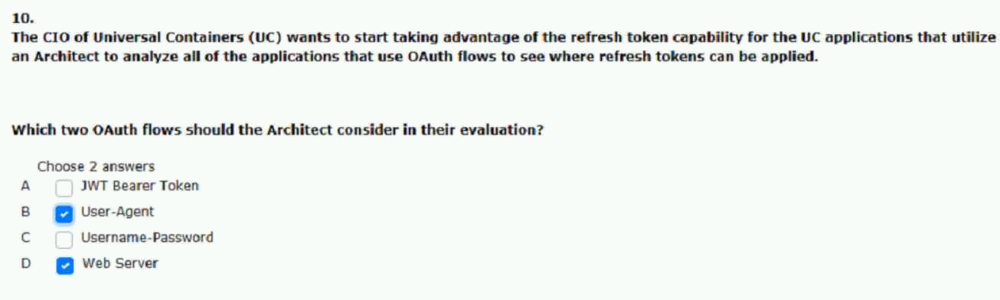 10.
The CIO of Universal Containers (UC) wants to start taking advantage of the refresh token capability for the UC applications that utilize
an Architect to analyze all of the applications that use OAuth flows to see where refresh tokens can be applied.
Which two OAuth flows should the Architect consider in their evaluation?
Choose 2 answers
A JWT Bearer Token
B User-Agent
C Username-Password
D Web Server